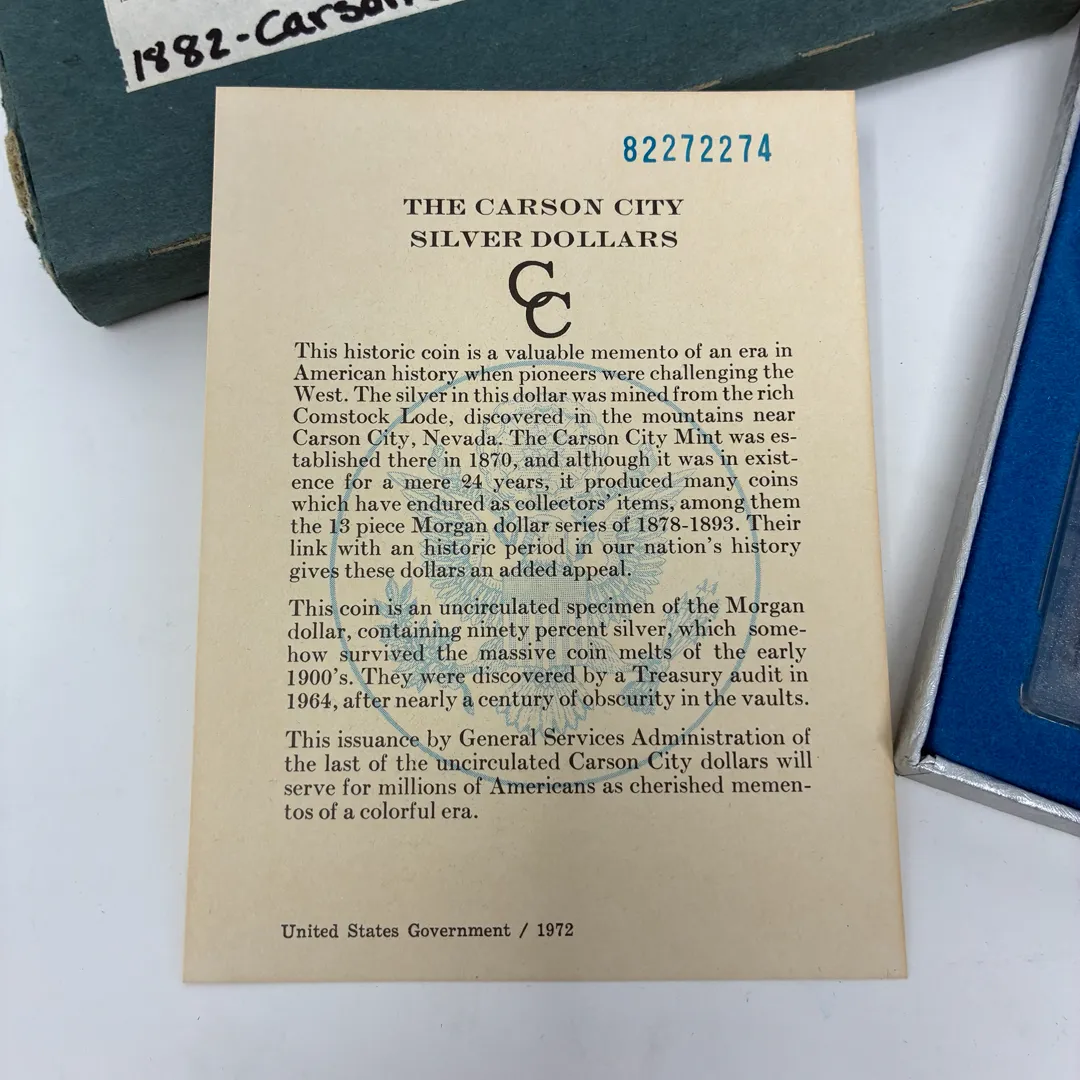 1882-Carson
82272274
THE CARSON CITY
SILVER DOLLARS
CC
This historic coin is a valuable memento of an era in
American history when pioneers were challenging the
West. The silver in this dollar was mined from the rich
Comstock Lode, discovered in the mountains near
Carson City, Nevada. The Carson City Mint was es-
tablished there in 1870, and although it was in exist-
ence for a mere 24 years, it produced many coins
which have endured as collectors' items, among them
the 13 piece Morgan dollar series of 1878-1893. Their
link with an historic period in our nation's history
gives these dollars an added appeal.
This coin is an uncirculated specimen of the Morgan
dollar, containing ninety percent silver, which some-
how survived the massive coin melts of the early
1900's. They were discovered by a Treasury audit in
1964, after nearly a century of obscurity in the vaults.
This issuance by General Services Administration of
the last of the uncirculated Carson City dollars will
serve for millions of Americans as cherished memen-
tos of a colorful era.
United States Government / 1972